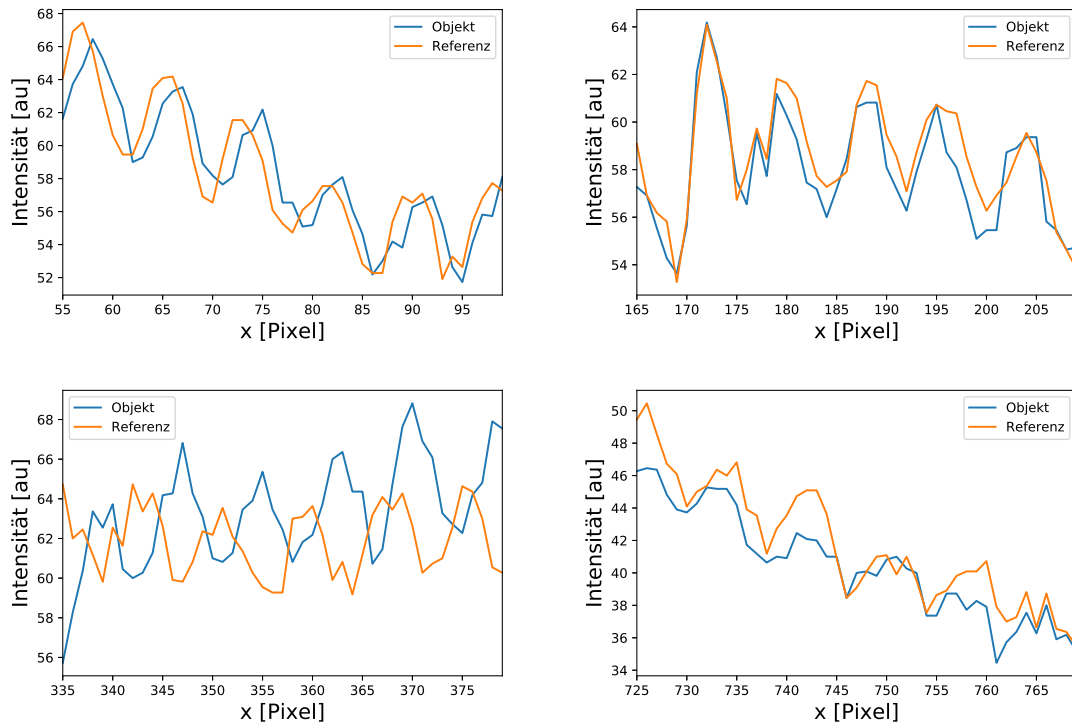 68
66
64
62
60
58
56
54
52
Intensität [au]
Objekt
Referenz
55 60 65 70 75 80 85 90 95
x [Pixel]
64
62
60
58
56
54
Intensität [au]
Objekt
Referenz
165 170 175 180 185 190 195 200 205
x [Pixel]
68
66
64
62
60
58
56
Intensität [au]
Objekt
Referenz
335 340 345 350 355 360 365 370 375
x [Pixel]
50
48
46
44
42
40
38
36
34
Intensität [au]
Objekt
Referenz
725 730 735 740 745 750 755 760 765
x [Pixel]